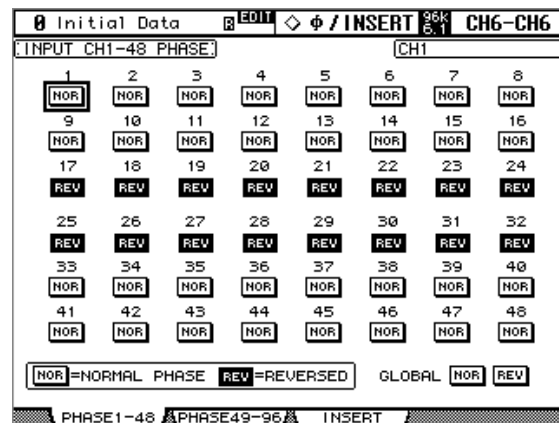 0 Initial Data R EDIT ◇ Φ / INSERT 96k 6.1 CH6-CH6
INPUT CH1-48 PHASE CH1
1 2 3 4 5 6 7 8
NOR NOR NOR NOR NOR NOR NOR NOR
9 10 11 12 13 14 15 16
NOR NOR NOR NOR NOR NOR NOR NOR
17 18 19 20 21 22 23 24
REV REV REV REV REV REV REV REV
25 26 27 28 29 30 31 32
REV REV REV REV REV REV REV REV
33 34 35 36 37 38 39 40
NOR NOR NOR NOR NOR NOR NOR NOR
41 42 43 44 45 46 47 48
NOR NOR NOR NOR NOR NOR NOR NOR
NOR=NORMAL PHASE REV=REVERSED GLOBAL NOR REV
PHASE1-48 PHASE49-96 INSERT